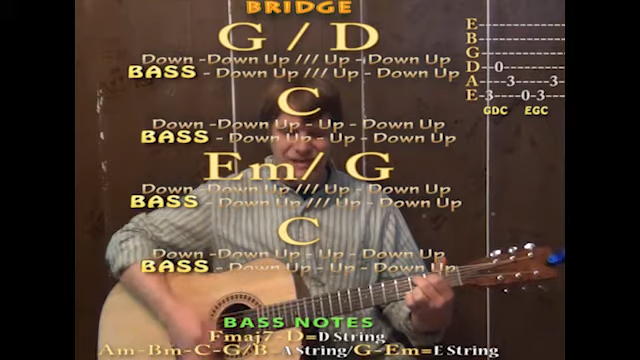 BRIDGE
G / D
Down -Down Up /// Up - Down Up
BASS - Down Up /// Up - Down Up
C
Down -Down Up - Up - Down Up
BASS - Down Up - Up - Down Up
Em/ G
Down -Down Up /// Up - Down Up
BASS - Down Up /// Up - Down Up
C
Down -Down Up - Up - Down Up
BASS - Down Up - Up - Down Up
BASS NOTES
Fmaj7-D=D String
Am-Bm-C-G/B-A String/G-Em=E String
E
B
G
D--0
A---3----3
E-3----0-3
GDC EGC